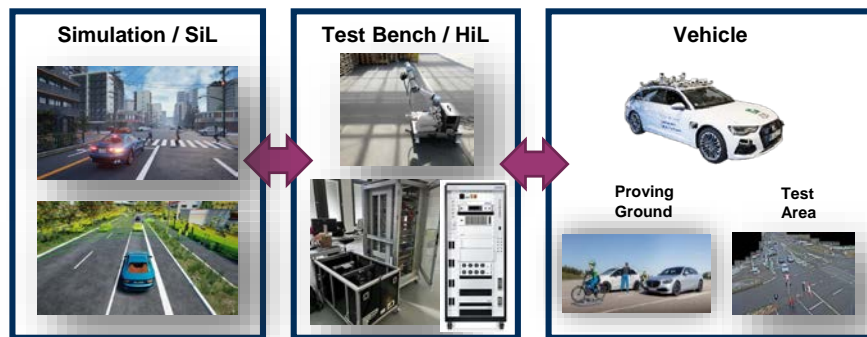 Simulation / SiL
Test Bench / HiL
Vehicle
Proving
Ground
Test
Area